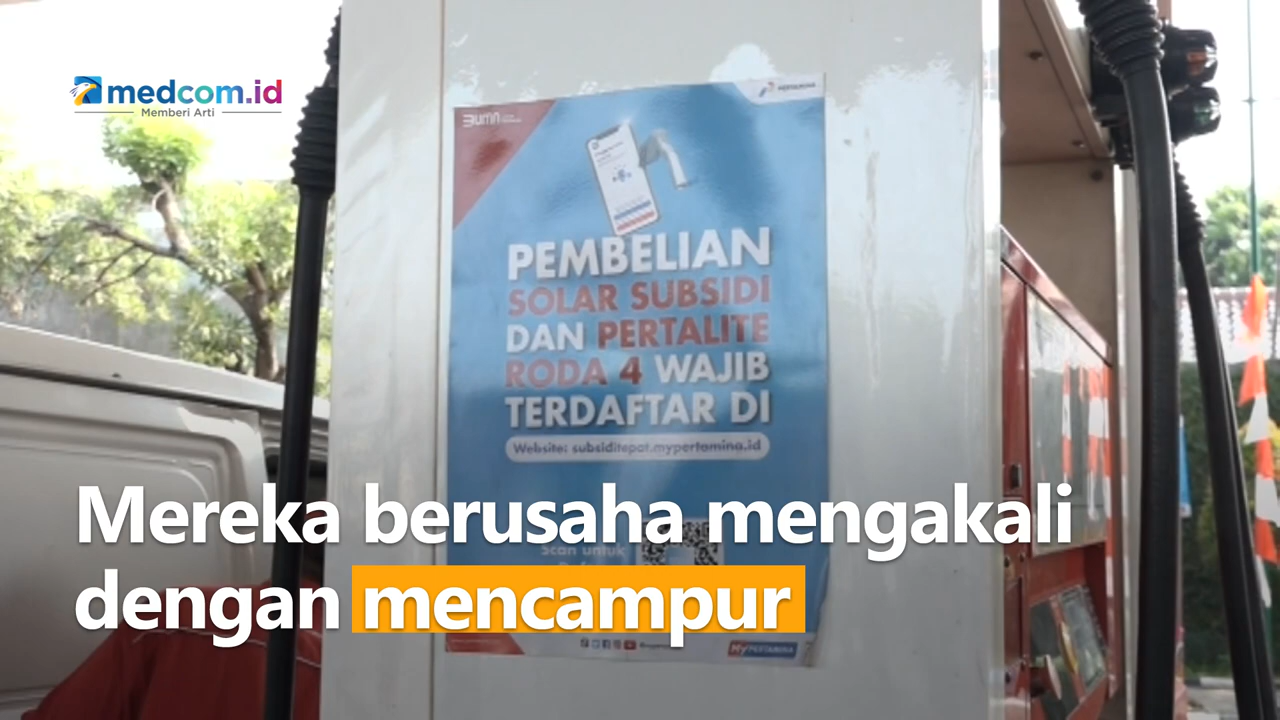 medcom.id
Memberi Arti
BUMN
PERTAMINA
PEMBELIAN
SOLAR SUBSIDI
DAN PERTALITE
RODA 4 WAJIB
TERDAFTAR DI
Website: subsiditepat.mypertamina.id
Mereka berusaha mengakali
Scan untuk
dengan mencampur
MyPERTAMINA